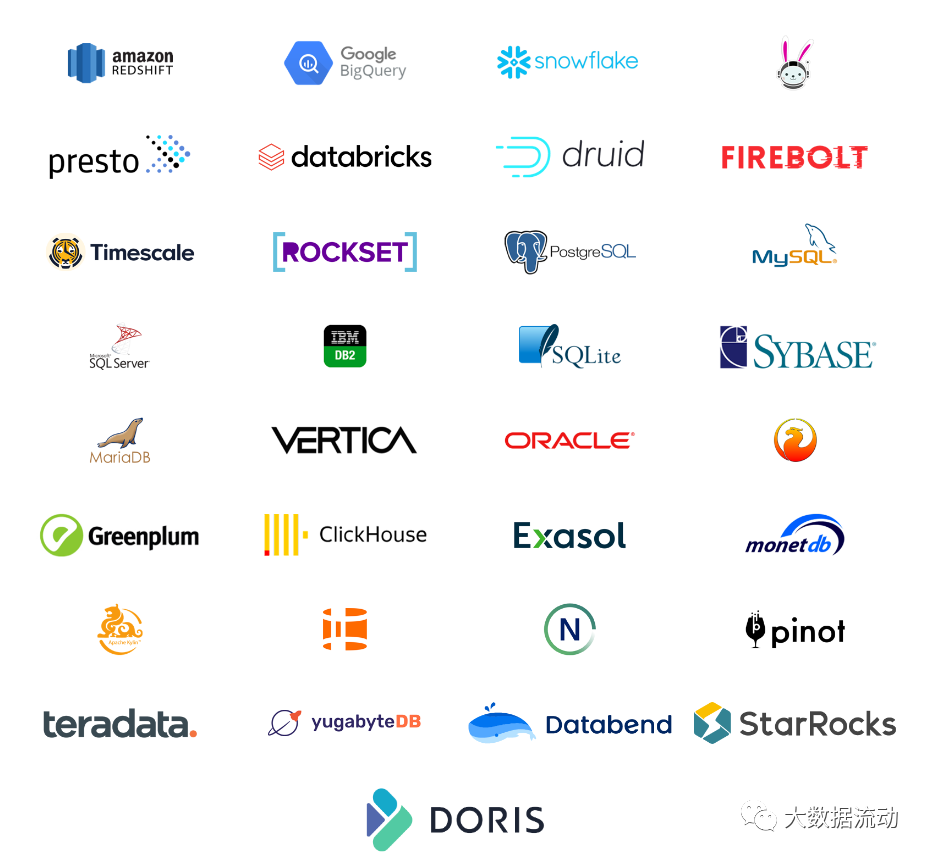 amazon
REDSHIFT
Google
BigQuery
snowflake
presto
databricks
druid
FIREBOLT
Timescale
[ROCKSET]
PostgreSQL
MySQL®
Microsoft®
SQL Server®
IBM
DB2
SQLite
SYBASE®
MariaDB
VERTICA
ORACLE®
Greenplum
ClickHouse
Exasol
monetdb
Apache Kylin™
N
p
pinot
teradata.
yugabyteDB
Databend
StarRocks
DORIS
大数据流动